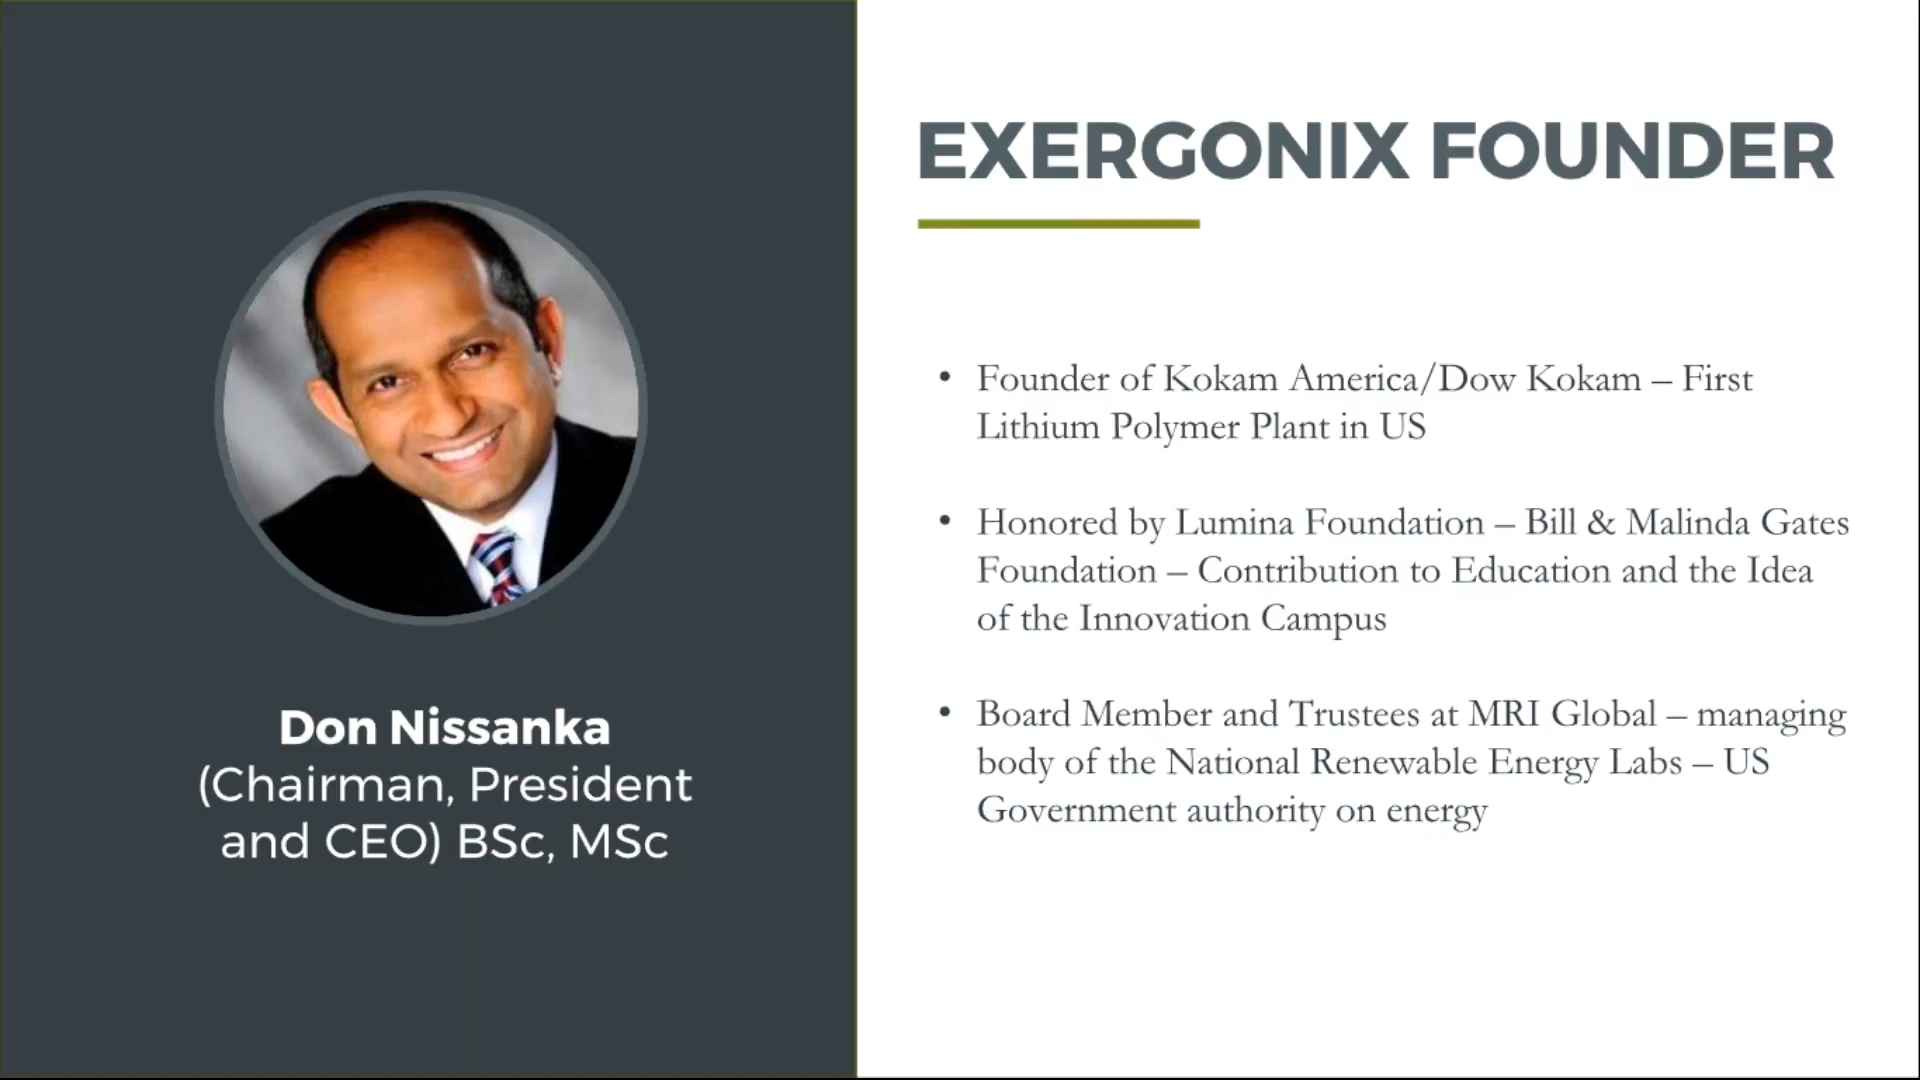 EXERGONIX FOUNDER
Don Nissanka
(Chairman, President
and CEO) BSc, MSc
• Founder of Kokam America/Dow Kokam – First
Lithium Polymer Plant in US
• Honored by Lumina Foundation – Bill & Malinda Gates
Foundation – Contribution to Education and the Idea
of the Innovation Campus
• Board Member and Trustees at MRI Global – managing
body of the National Renewable Energy Labs – US
Government authority on energy